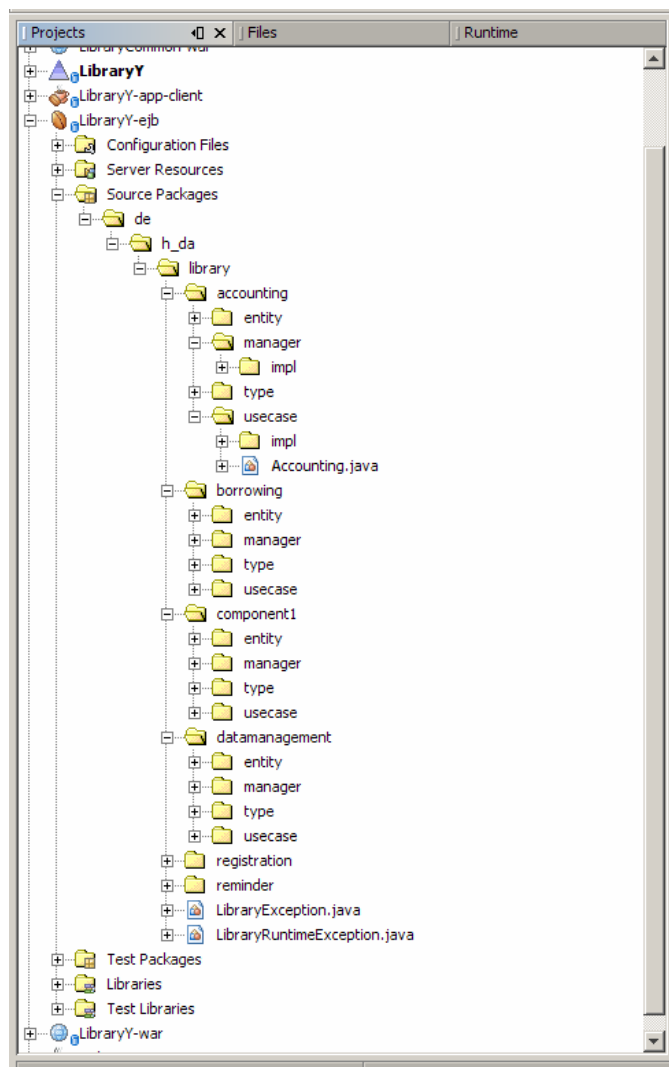 Projects Files Runtime
LibraryCommon-war
LibraryY
LibraryY-app-client
LibraryY-ejb
Configuration Files
Server Resources
Source Packages
de
h_da
library
accounting
entity
manager
impl
type
usecase
impl
Accounting.java
borrowing
entity
manager
type
usecase
component1
entity
manager
type
usecase
datamanagement
entity
manager
type
usecase
registration
reminder
LibraryException.java
LibraryRuntimeException.java
Test Packages
Libraries
Test Libraries
LibraryY-war